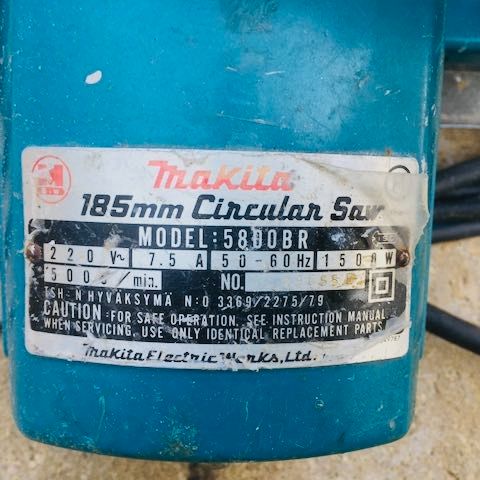 Makita
185mm Circular Saw
MODEL:5800BR
220 V~ 7.5 A 50-60Hz 1500W
/min. NO.
TSH:N HYVÄKSYMÄ N:O 3369/2275/79
CAUTION: FOR SAFE OPERATION, SEE INSTRUCTION MANUAL.
WHEN SERVICING, USE ONLY IDENTICAL REPLACEMENT PARTS.
Makita Electric Works, Ltd.